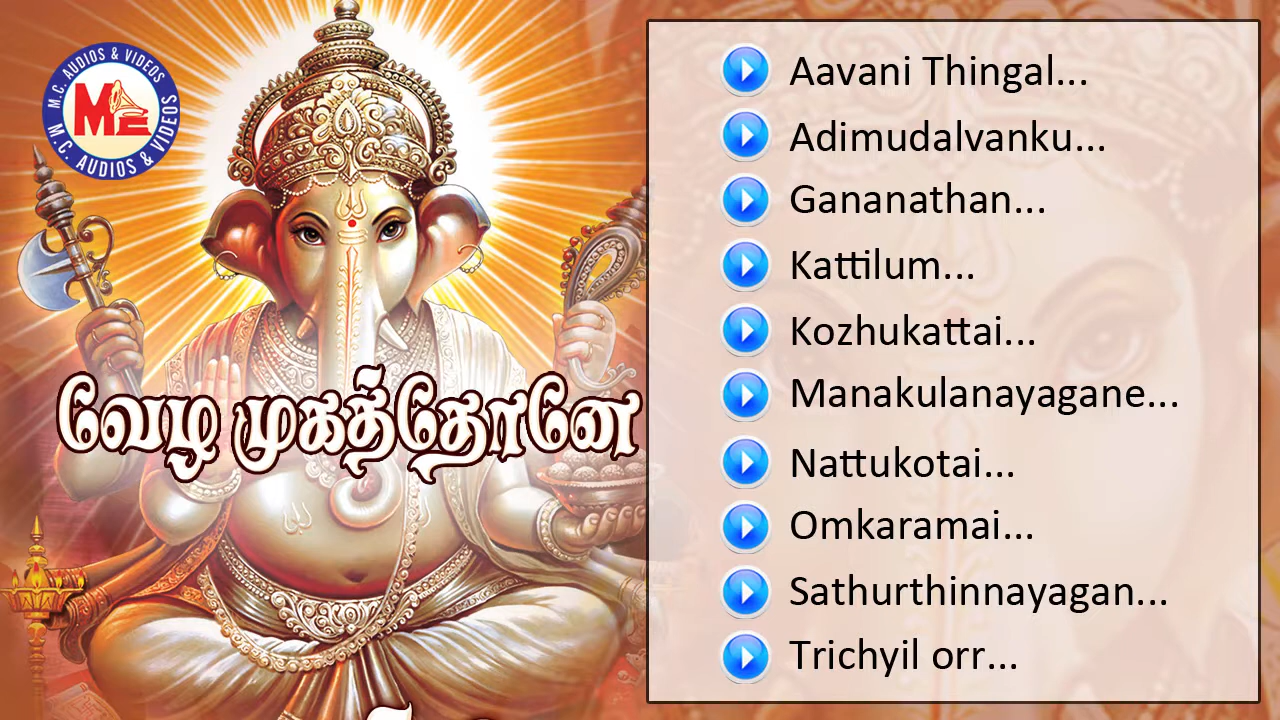 M.C. AUDIOS & VIDEOS
M.C. AUDIOS & VIDEOS
வேழ முகத்தோனே
Aavani Thingal...
Adimudalvanku...
Gananathan...
Kattilum...
Kozhukattai...
Manakulanayagane...
Nattukotai...
Omkaramai...
Sathurthinnayagan...
Trichyil orr...